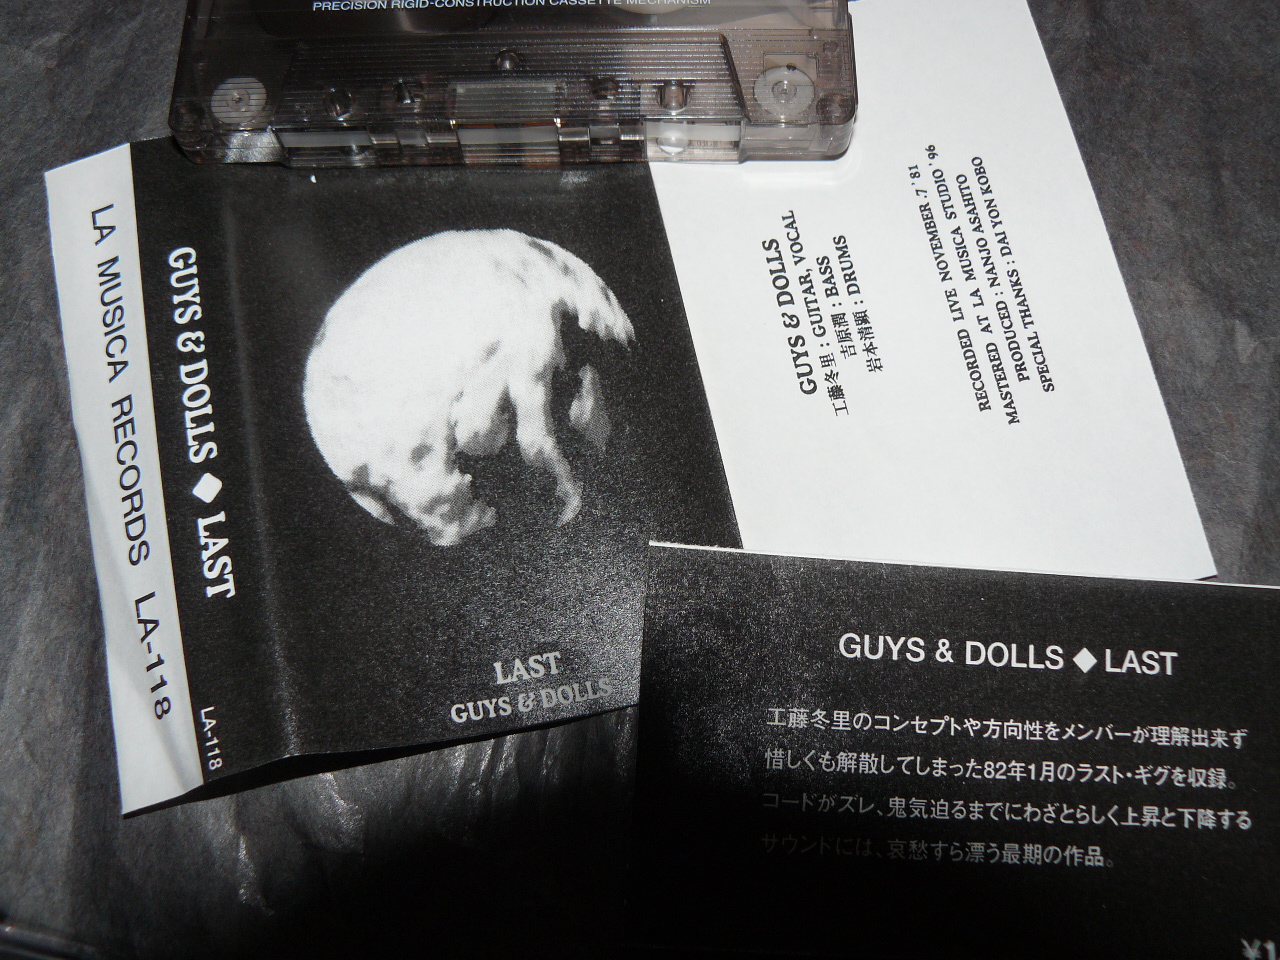 PRECISION RIGID-CONSTRUCTION CASSETTE MECHANISM
LA MUSICA RECORDS LA-118
GUYS & DOLLS ◆ LAST
LA-118
LAST
GUYS & DOLLS
GUYS & DOLLS
工藤冬里 : GUITAR, VOCAL
吉原潤 : BASS
岩本清顕 : DRUMS
RECORDED LIVE NOVEMBER .7 '81
MASTERED AT LA MUSICA STUDIO '96
PRODUCED : NANJO ASAHITO
SPECIAL THANKS : DAI YON KOBO
GUYS & DOLLS ◆ LAST
工藤冬里のコンセプトや方向性をメンバーが理解出来ず
惜しくも解散してしまった82年1月のラスト・ギグを収録。
コードがズレ、鬼気迫るまでにわざとらしく上昇と下降する
サウンドには、哀愁すら漂う最期の作品。
¥1